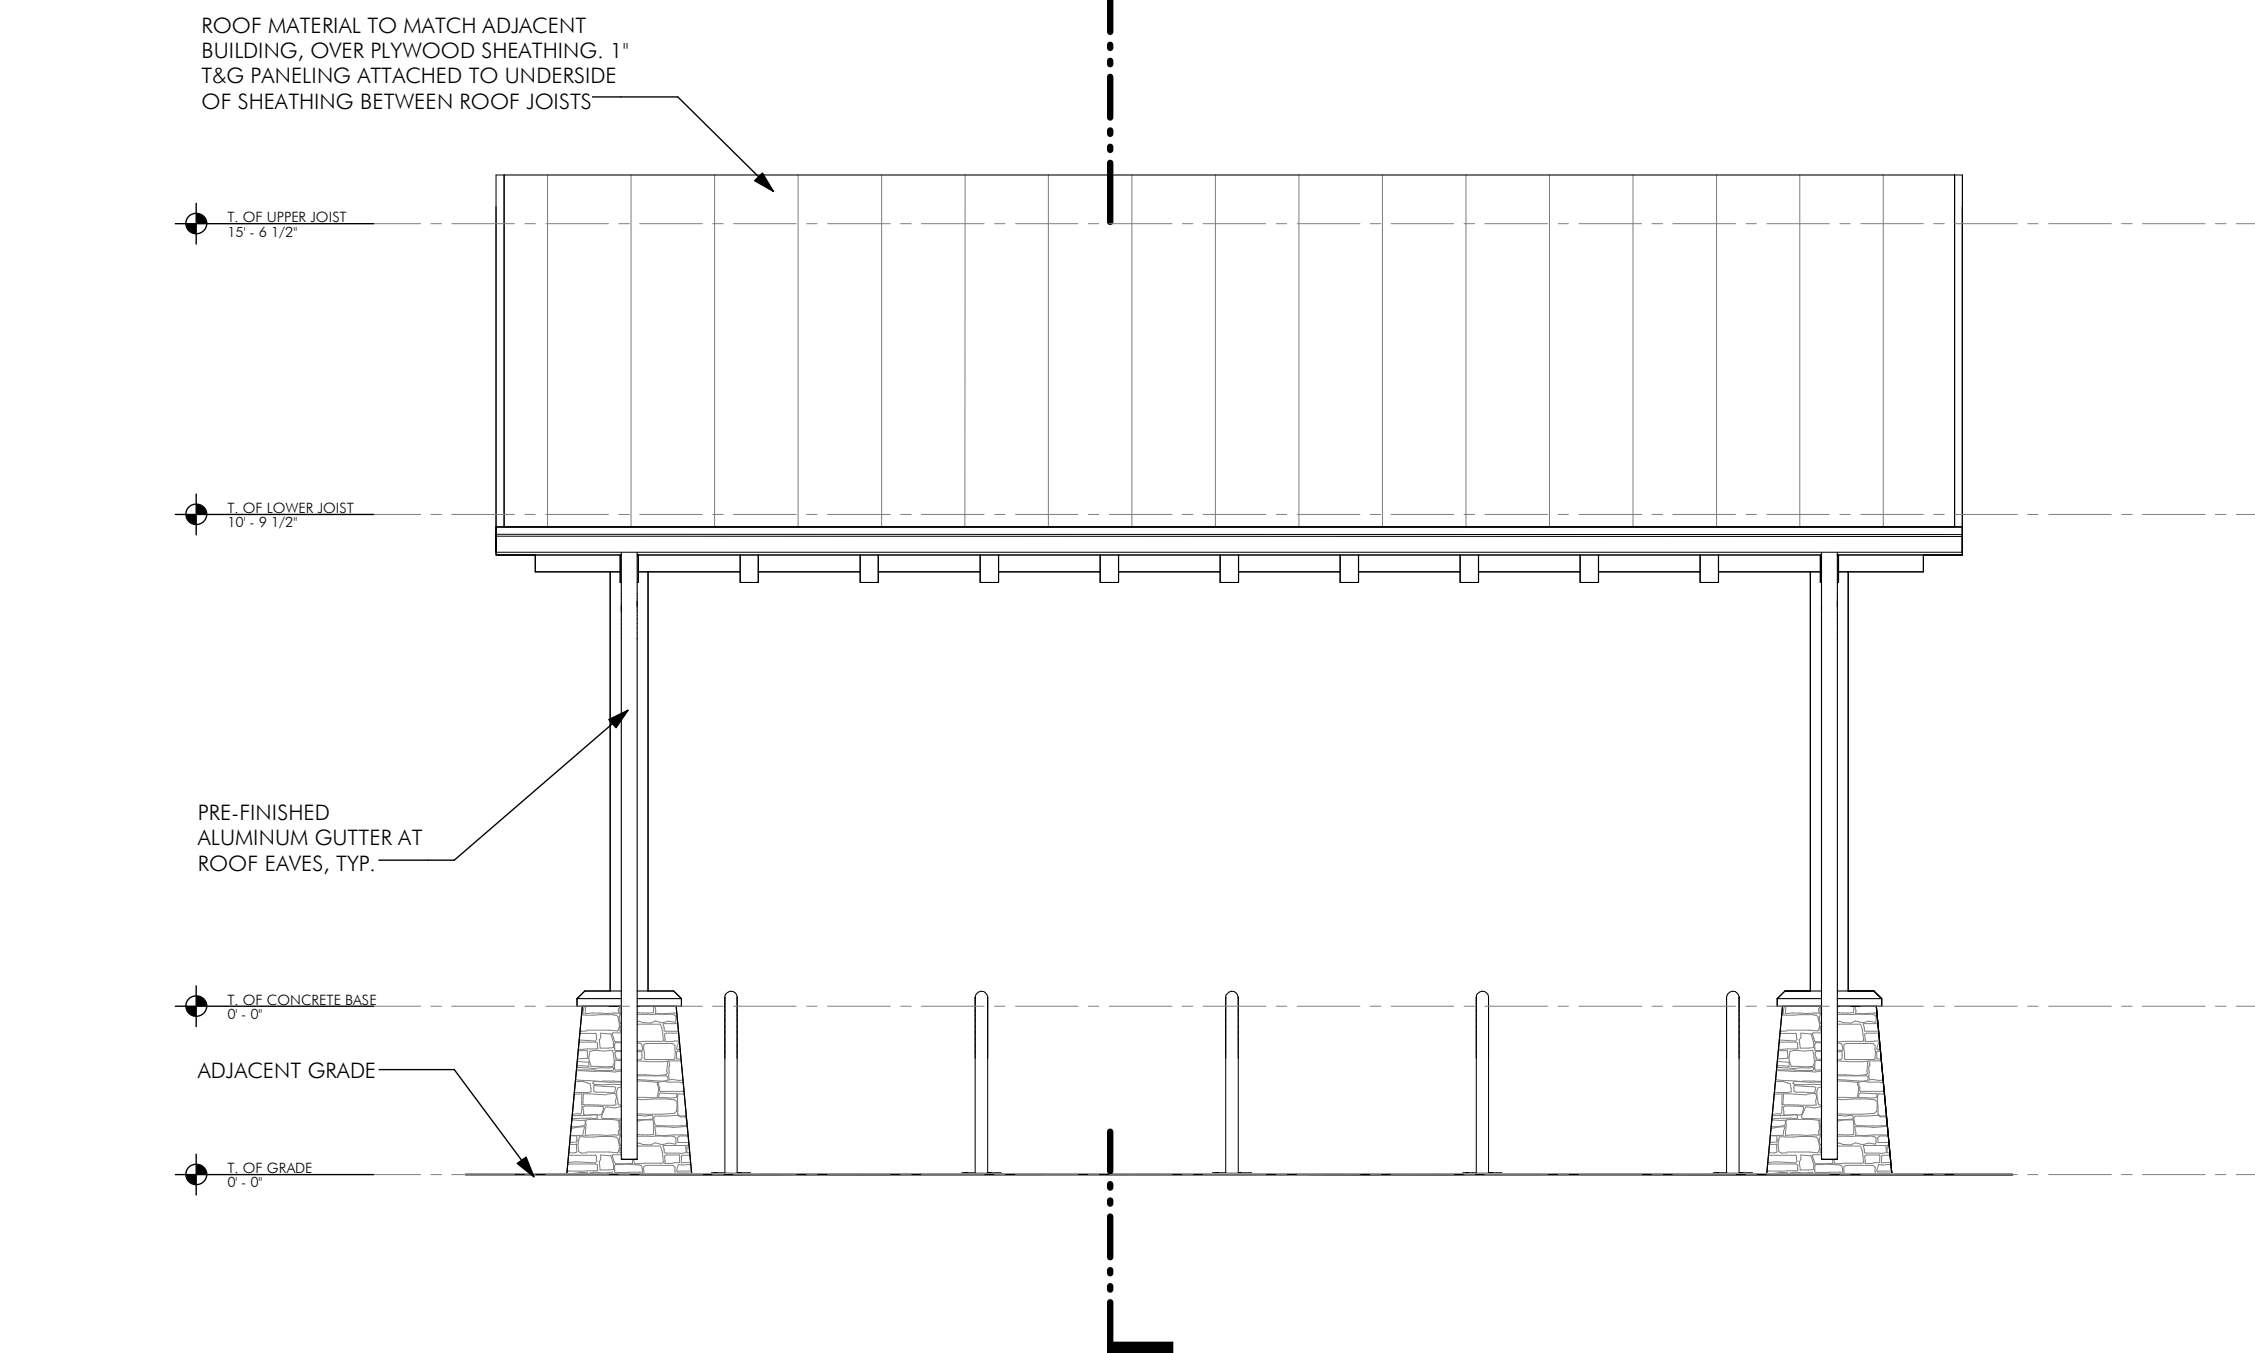 ROOF MATERIAL TO MATCH ADJACENT
BUILDING, OVER PLYWOOD SHEATHING. 1"
T&G PANELING ATTACHED TO UNDERSIDE
OF SHEATHING BETWEEN ROOF JOISTS
T. OF UPPER JOIST
15' - 6 1/2"
T. OF LOWER JOIST
10' - 9 1/2"
PRE-FINISHED
ALUMINUM GUTTER AT
ROOF EAVES, TYP.
T. OF CONCRETE BASE
0' - 0"
ADJACENT GRADE
T. OF GRADE
0' - 0"